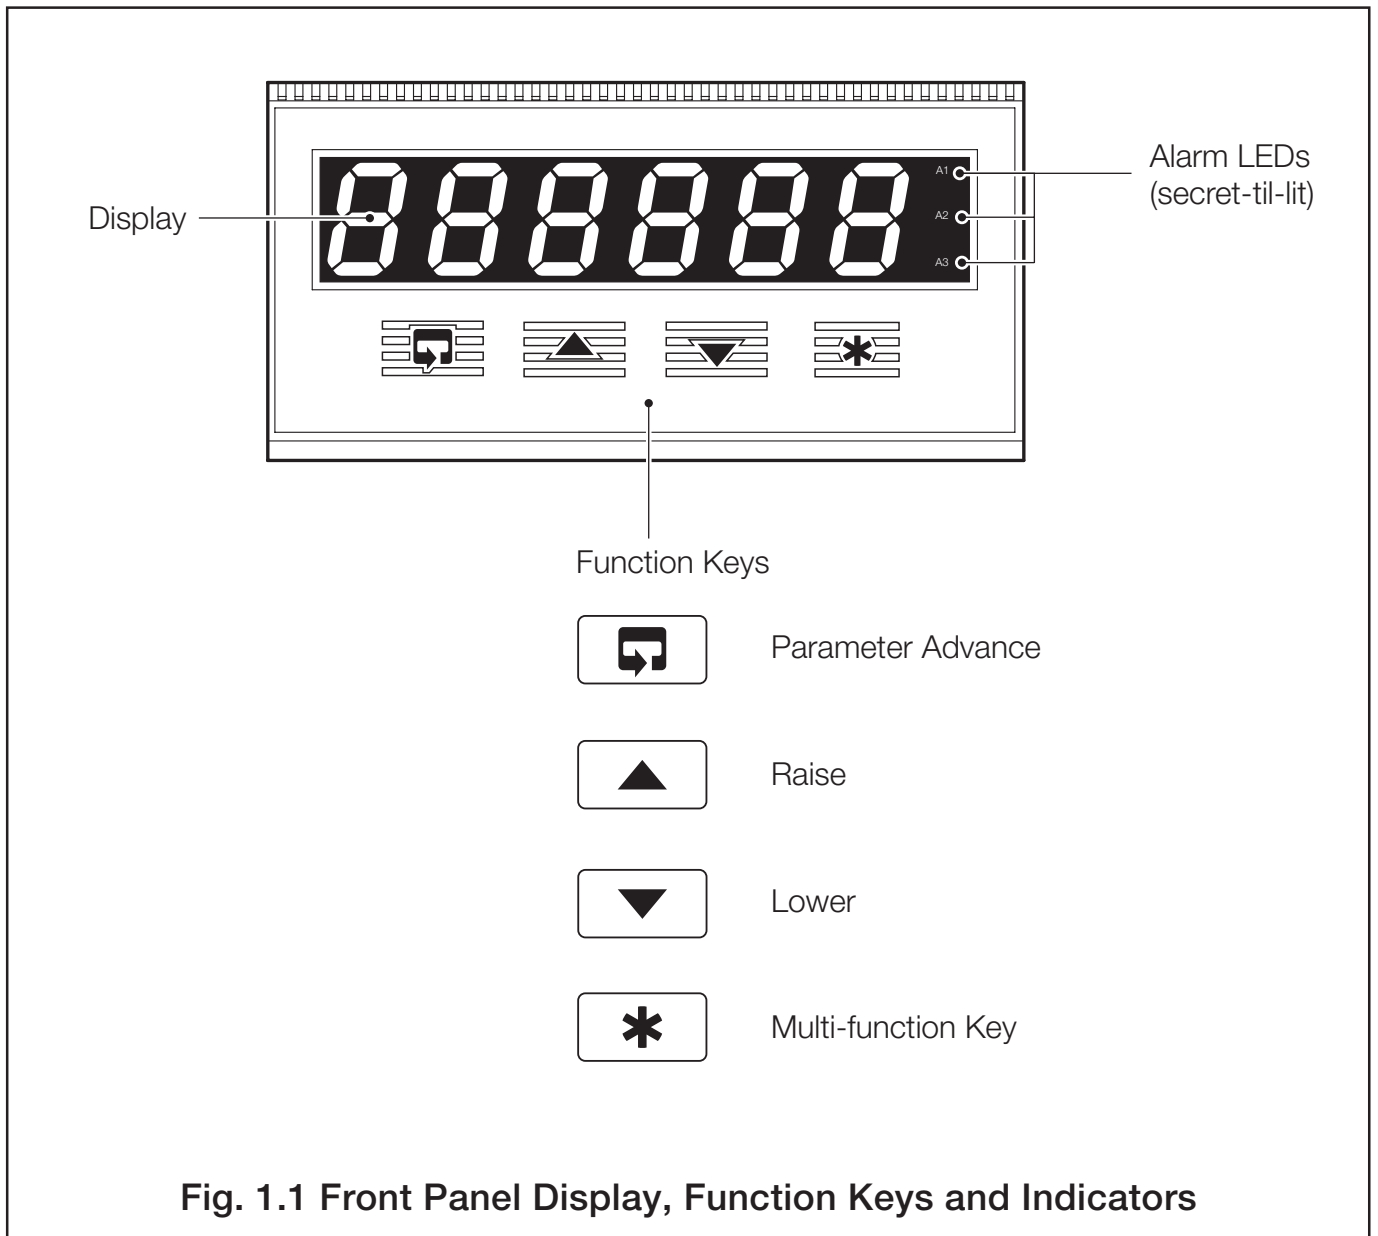 Display
888888
A1
A2
A3
Alarm LEDs
(secret-til-lit)
Function Keys
Parameter Advance
Raise
Lower
Multi-function Key
Fig. 1.1 Front Panel Display, Function Keys and Indicators